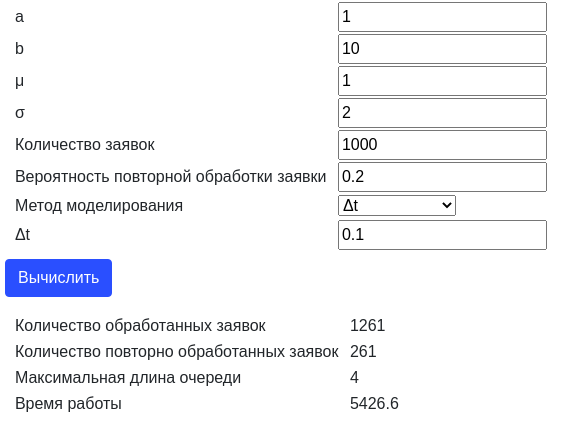 a 1
b 10
μ 1
σ 2
Количество заявок 1000
Вероятность повторной обработки заявки 0.2
Метод моделирования Δt
Δt 0.1
Вычислить
Количество обработанных заявок 1261
Количество повторно обработанных заявок 261
Максимальная длина очереди 4
Время работы 5426.6